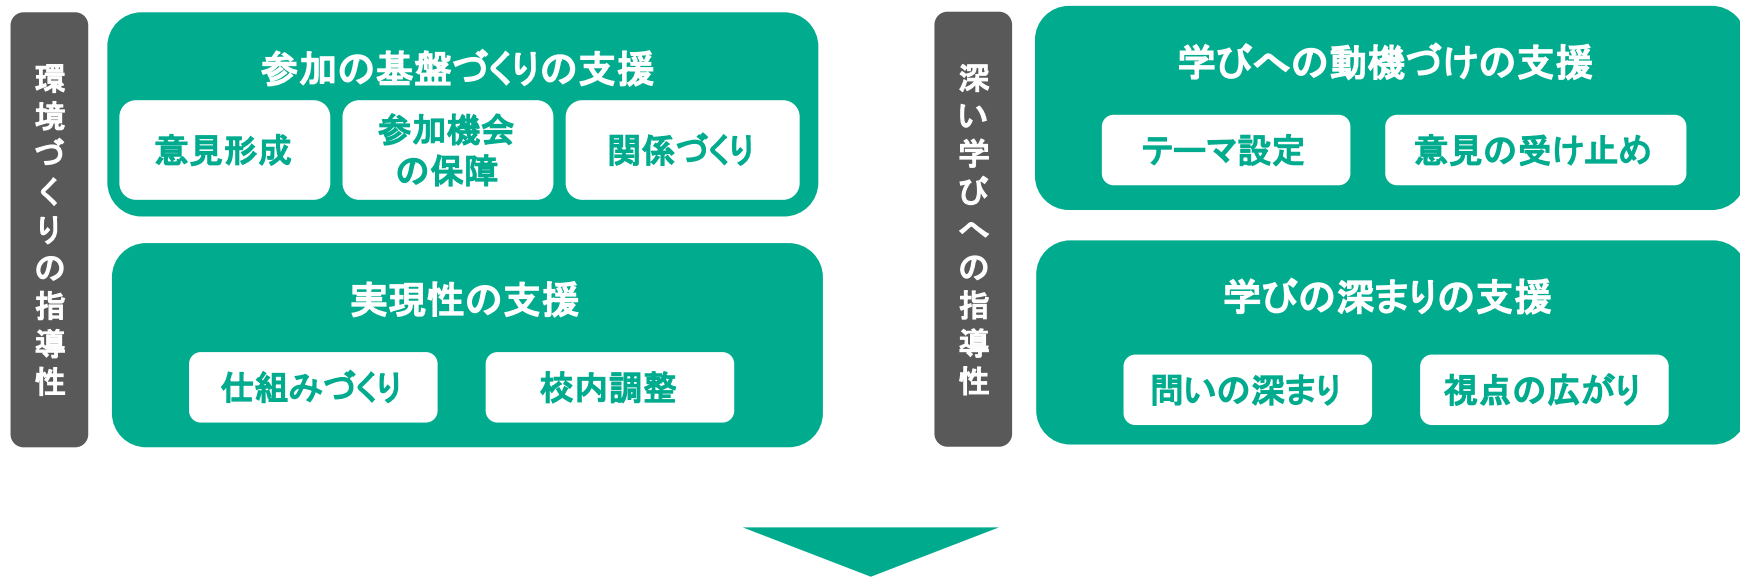 環境づくりの指導性
参加の基盤づくりの支援
意見形成
参加機会
の保障
関係づくり
実現性の支援
仕組みづくり
校内調整
深い学びへの指導性
学びへの動機づけの支援
テーマ設定
意見の受け止め
学びの深まりの支援
問いの深まり
視点の広がり